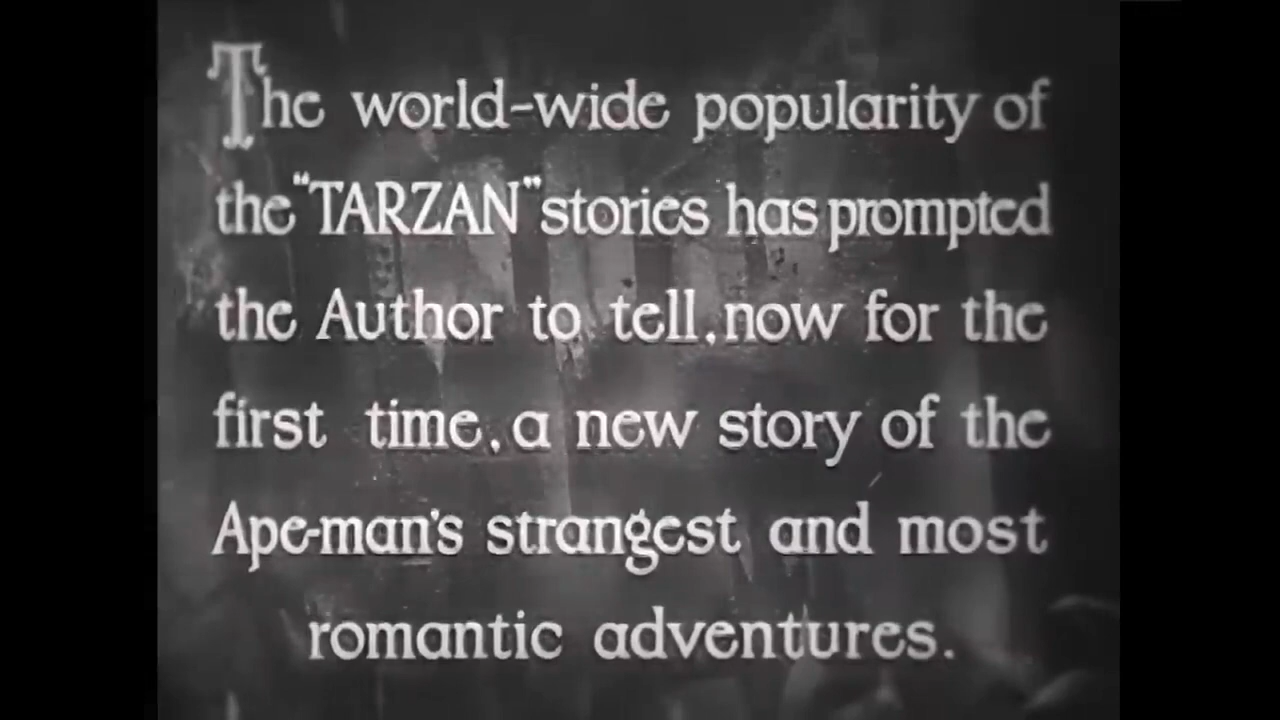 The world-wide popularity of
the "TARZAN" stories has prompted
the Author to tell, now for the
first time, a new story of the
Ape-man's strangest and most
romantic adventures.